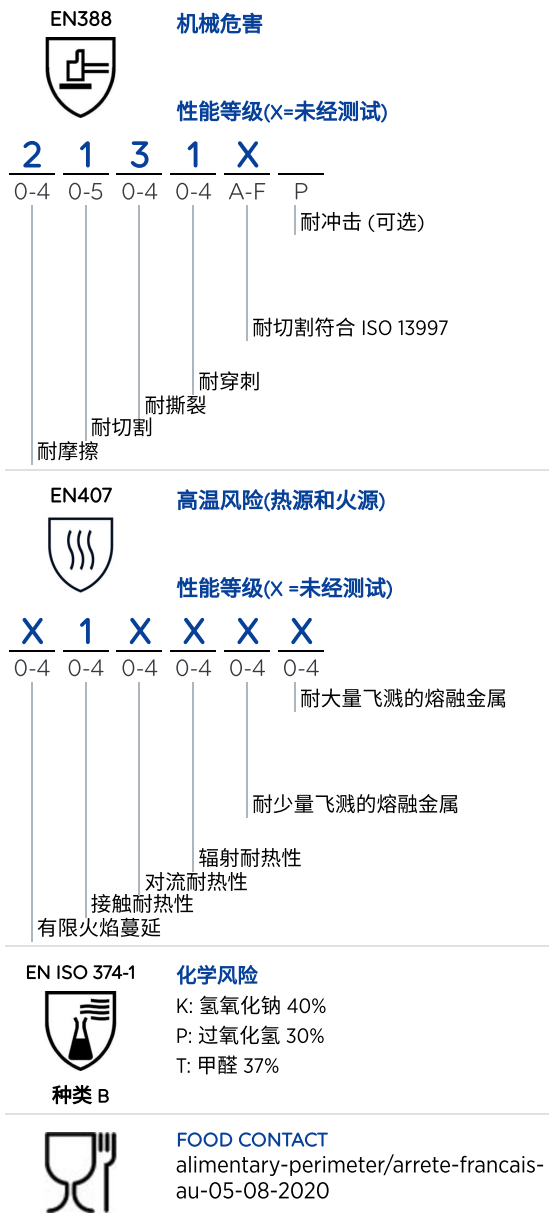 EN388
机械危害
性能等级(X=未经测试)
2 1 3 1 X
0-4 0-5 0-4 0-4 A-F P
耐冲击 (可选)
耐切割符合 ISO 13997
耐穿刺
耐撕裂
耐切割
耐摩擦
EN407
高温风险(热源和火源)
性能等级(X =未经测试)
X 1 X X X X
0-4 0-4 0-4 0-4 0-4 0-4
耐大量飞溅的熔融金属
耐少量飞溅的熔融金属
辐射耐热性
对流耐热性
接触耐热性
有限火焰蔓延
EN ISO 374-1
化学风险
K: 氢氧化钠 40%
P: 过氧化氢 30%
T: 甲醛 37%
种类 B
FOOD CONTACT
alimentary-perimeter/arrete-francais-
au-05-08-2020